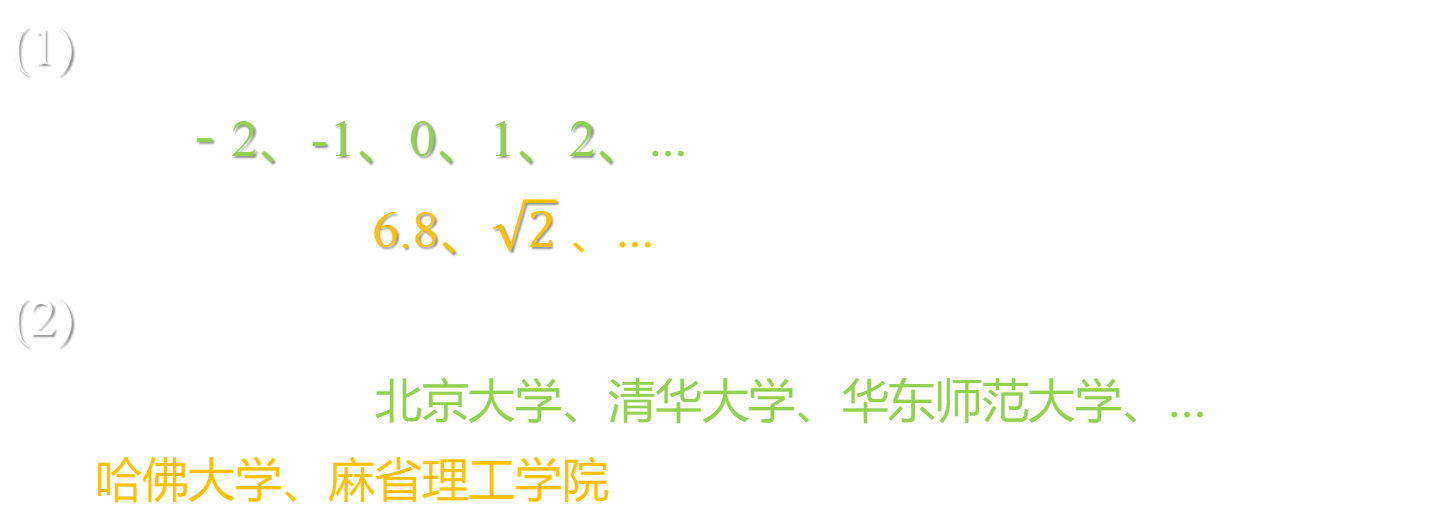 (1)
- 2、-1、0、1、2、…
6.8、√2 、…
(2)
北京大学、清华大学、华东师范大学、…
哈佛大学、麻省理工学院